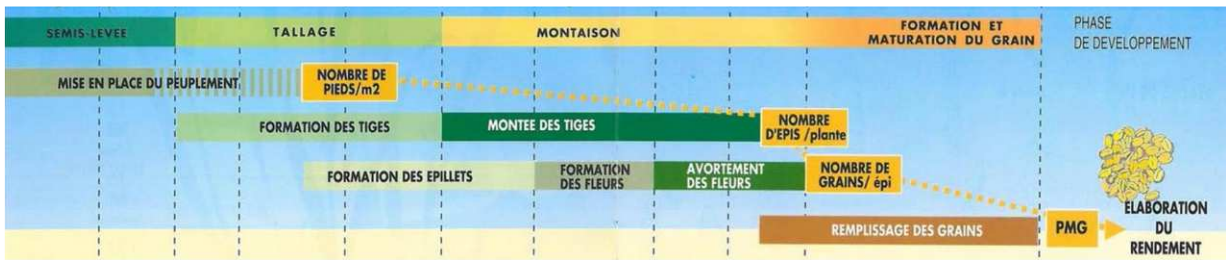 SEMIS-LEVÉE
TALLAGE
MONTAISON
FORMATION ET
MATURATION DU GRAIN
PHASE
DE DEVELOPPEMENT
MISE EN PLACE DU PEUPLEMENT
NOMBRE DE
PIEDS/m2
FORMATION DES TIGES
MONTEE DES TIGES
NOMBRE
D'EPIS /plante
FORMATION DES EPILLETS
FORMATION
DES FLEURS
AVORTEMENT
DES FLEURS
NOMBRE DE
GRAINS/ épi
REMPLISSAGE DES GRAINS
PMG
ELABORATION
DU
RENDEMENT